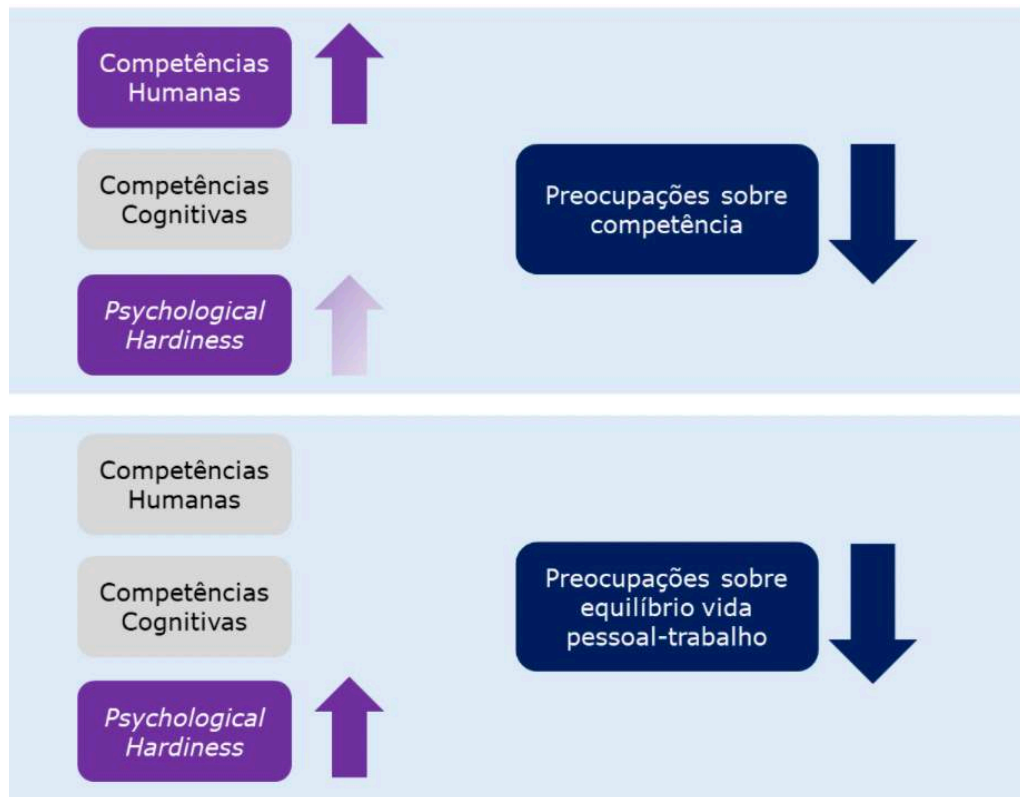 Competências
Humanas
Competências
Cognitivas
Psychological
Hardiness
Preocupações sobre
competência
Competências
Humanas
Competências
Cognitivas
Psychological
Hardiness
Preocupações sobre
equilíbrio vida
pessoal-trabalho